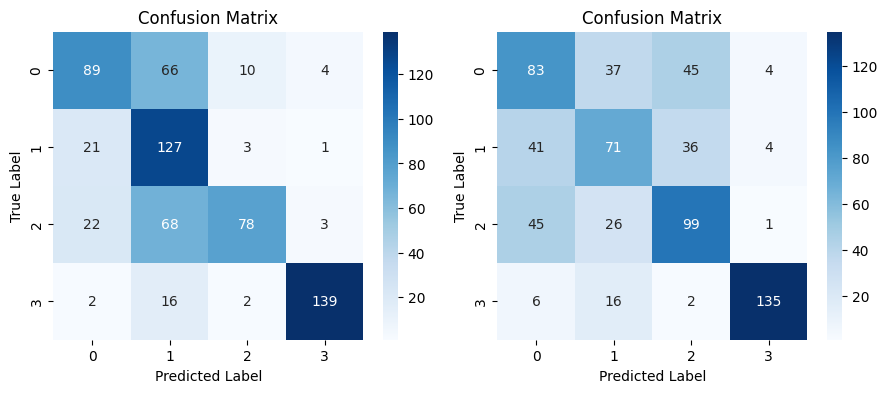 Confusion Matrix
0 89 66 10 4
1 21 127 3 1
2 22 68 78 3
3 2 16 2 139
0 1 2 3
True Label
Predicted Label
120
100
80
60
40
20
Confusion Matrix
0 83 37 45 4
1 41 71 36 4
2 45 26 99 1
3 6 16 2 135
0 1 2 3
True Label
Predicted Label
120
100
80
60
40
20